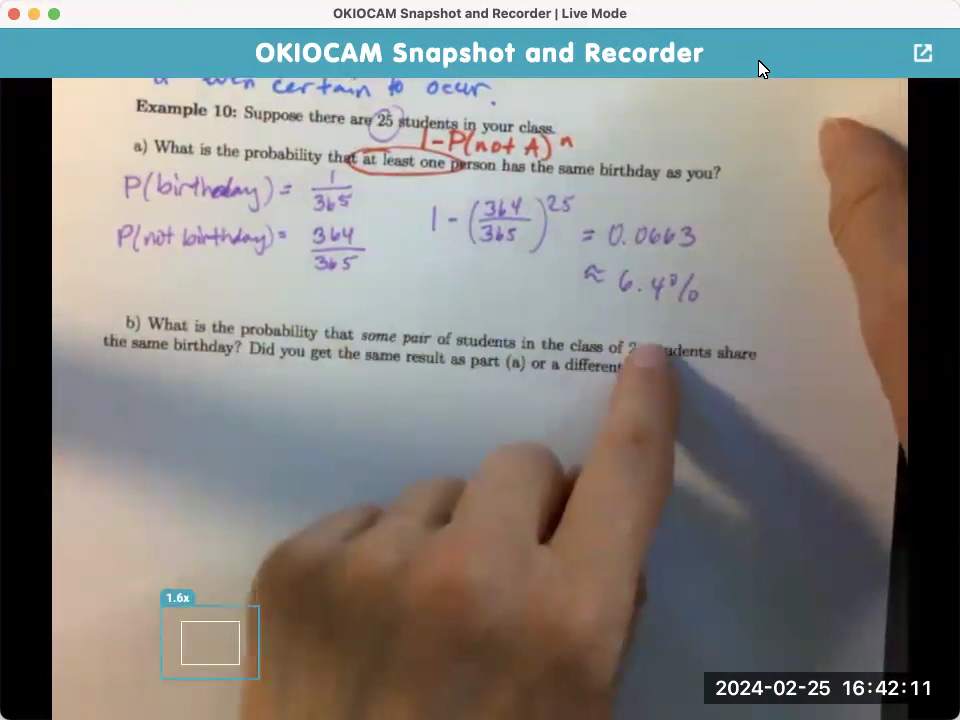 OKIOCAM Snapshot and Recorder | Live Mode
OKIOCAM Snapshot and Recorder
certain to occur.
Example 10: Suppose there are 25 students in your class.
1-P(not A)ⁿ
a) What is the probability that at least one person has the same birthday as you?
P(birthday) = 1/365
1 - (364/365)^25 = 0.0663
P(not birthday) = 364/365
≈ 6.4%
b) What is the probability that some pair of students in the class of students share
the same birthday? Did you get the same result as part (a) or a different
1.6x
2024-02-25 16:42:11